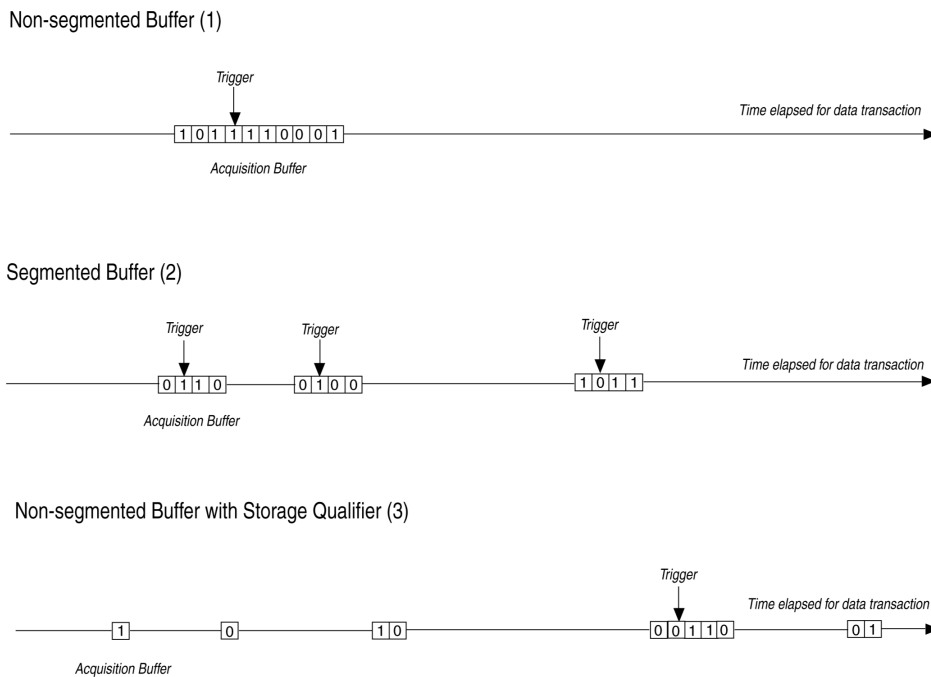 Non-segmented Buffer (1)
Trigger
Time elapsed for data transaction
1 0 1 1 1 1 0 0 0 1
Acquisition Buffer
Segmented Buffer (2)
Trigger Trigger Trigger
Time elapsed for data transaction
0 1 1 0 0 1 0 0 1 0 1 1
Acquisition Buffer
Non-segmented Buffer with Storage Qualifier (3)
Trigger
Time elapsed for data transaction
1 0 1 0 0 0 1 1 0 0 1
Acquisition Buffer